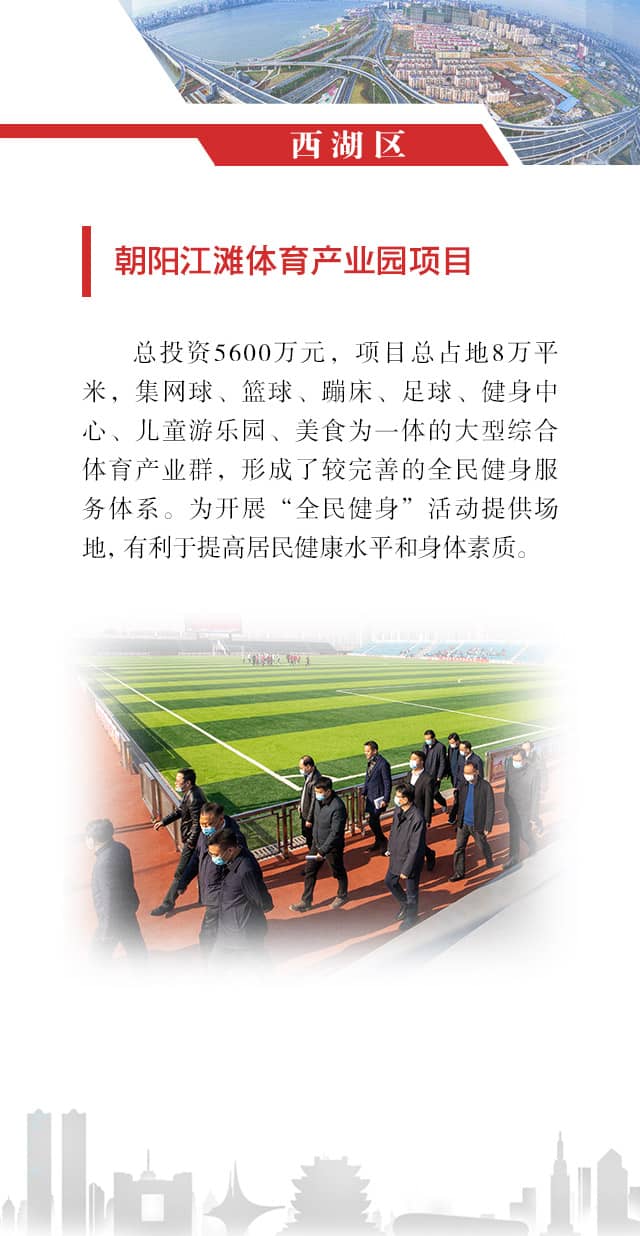 西湖区
朝阳江滩体育产业园项目
总投资5600万元，项目总占地8万平
米，集网球、篮球、蹦床、足球、健身中
心、儿童游乐园、美食为一体的大型综合
体育产业群，形成了较完善的全民健身服
务体系。为开展“全民健身”活动提供场
地，有利于提高居民健康水平和身体素质。